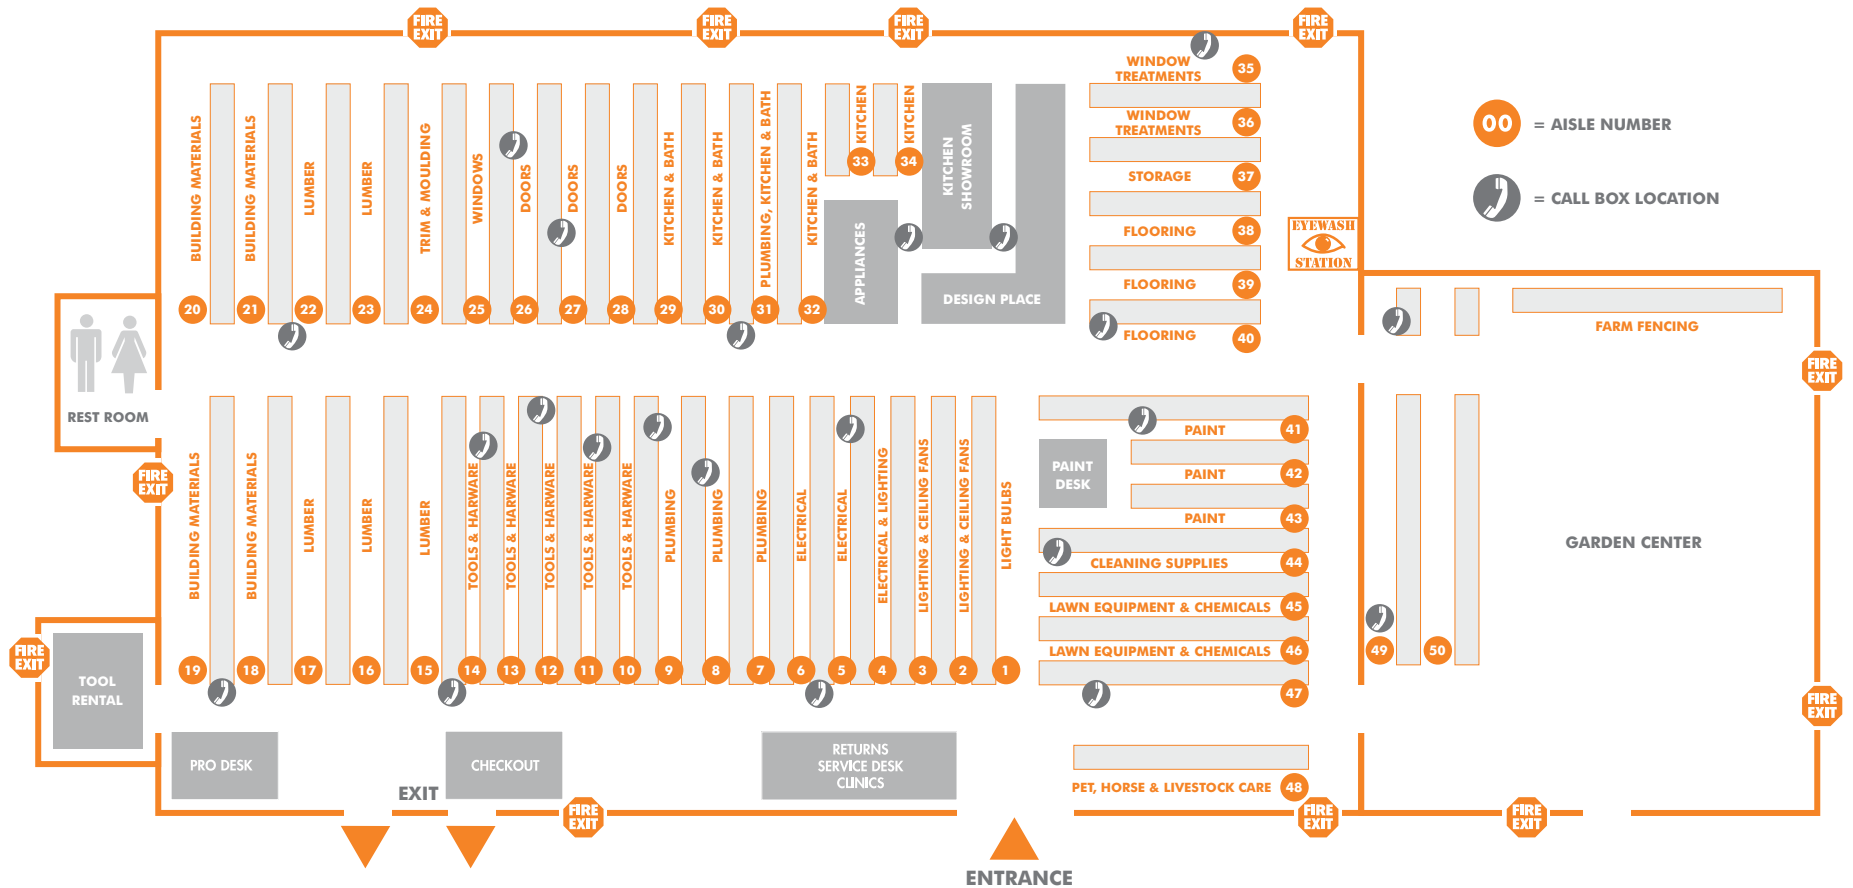 FIRE
EXIT
FIRE
EXIT
FIRE
EXIT
FIRE
EXIT
WINDOW
TREATMENTS
35
WINDOW
TREATMENTS
36
STORAGE
37
FLOORING
38
FLOORING
39
FLOORING
40
00
= AISLE NUMBER
= CALL BOX LOCATION
BUILDING MATERIALS
20
BUILDING MATERIALS
21
LUMBER
22
LUMBER
23
TRIM & MOULDING
24
WINDOWS
25
DOORS
26
DOORS
27
DOORS
28
KITCHEN & BATH
29
KITCHEN & BATH
30
PLUMBING, KITCHEN & BATH
31
KITCHEN & BATH
32
KITCHEN
33
KITCHEN
34
APPLIANCES
KITCHEN
SHOWROOM
DESIGN PLACE
EYEWASH
STATION
FARM FENCING
FIRE
EXIT
REST ROOM
FIRE
EXIT
BUILDING MATERIALS
19
BUILDING MATERIALS
18
LUMBER
17
LUMBER
16
LUMBER
15
TOOLS & HARWARE
14
TOOLS & HARWARE
13
TOOLS & HARWARE
12
TOOLS & HARWARE
11
TOOLS & HARWARE
10
PLUMBING
9
PLUMBING
8
PLUMBING
7
ELECTRICAL
6
ELECTRICAL
5
ELECTRICAL & LIGHTING
4
LIGHTING & CEILING FANS
3
LIGHTING & CEILING FANS
2
LIGHT BULBS
1
PAINT
DESK
PAINT
41
PAINT
42
PAINT
43
CLEANING SUPPLIES
44
LAWN EQUIPMENT & CHEMICALS
45
LAWN EQUIPMENT & CHEMICALS
46
47
49
50
GARDEN CENTER
FIRE
EXIT
FIRE
EXIT
TOOL
RENTAL
PRO DESK
CHECKOUT
RETURNS
SERVICE DESK
CLINICS
PET, HORSE & LIVESTOCK CARE
48
EXIT
FIRE
EXIT
FIRE
EXIT
FIRE
EXIT
ENTRANCE